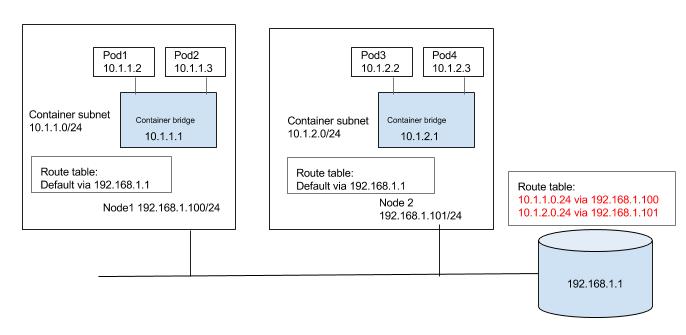 Pod1
10.1.1.2
Pod2
10.1.1.3
Container subnet
10.1.1.0/24
Container bridge
10.1.1.1
Route table:
Default via 192.168.1.1
Node1 192.168.1.100/24
Pod3
10.1.2.2
Pod4
10.1.2.3
Container subnet
10.1.2.0/24
Container bridge
10.1.2.1
Route table:
Default via 192.168.1.1
Node 2
192.168.1.101/24
Route table:
10.1.1.0.24 via 192.168.1.100
10.1.2.0.24 via 192.168.1.101
192.168.1.1